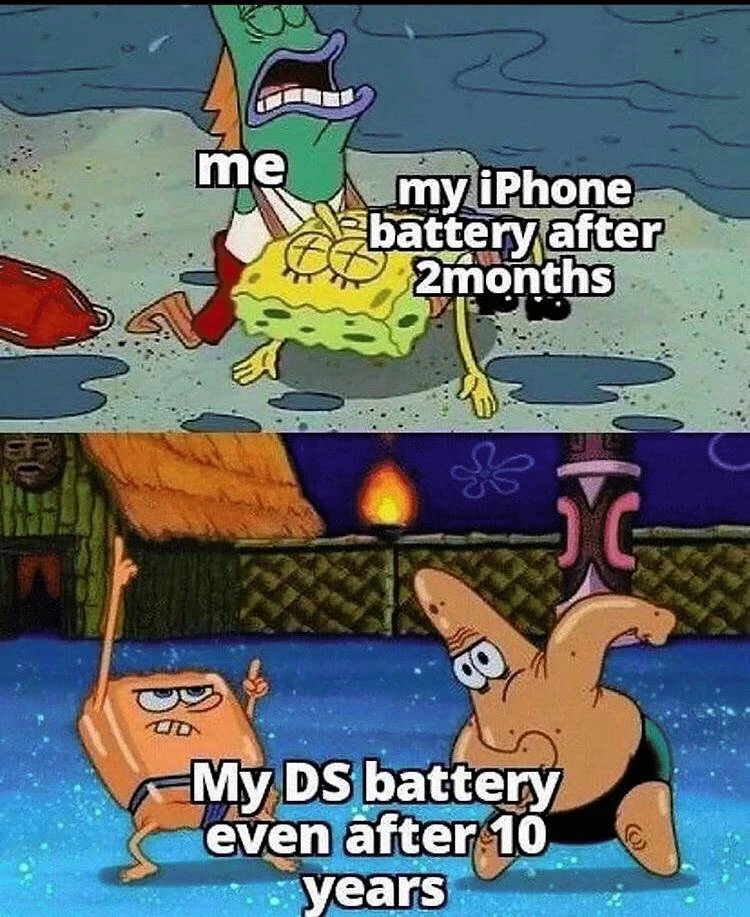 me
my iPhone
battery after
2months
My DS battery
even after 10
years